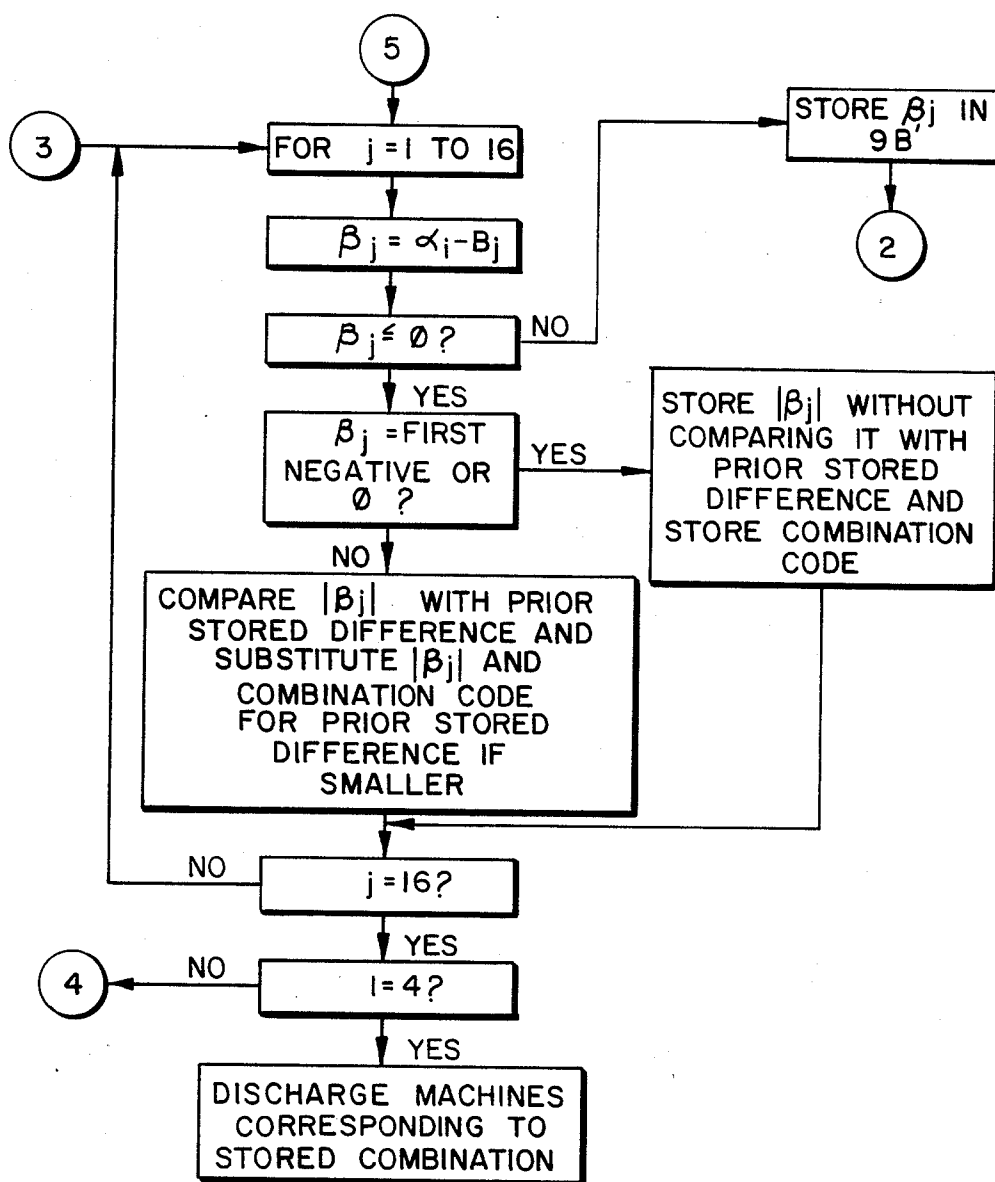 5
3
FOR j=1 TO 16
STORE βj IN
9B'
βj = αi-Bj
2
βj ≤ Ø?
NO
YES
βj =FIRST
NEGATIVE OR
Ø ?
YES
STORE |βj| WITHOUT
COMPARING IT WITH
PRIOR STORED
DIFFERENCE AND
STORE COMBINATION
CODE
NO
COMPARE |βj| WITH PRIOR
STORED DIFFERENCE AND
SUBSTITUTE |βj| AND
COMBINATION CODE
FOR PRIOR STORED
DIFFERENCE IF
SMALLER
NO
j=16?
YES
4
NO
I=4?
YES
DISCHARGE MACHINES
CORRESPONDING TO
STORED COMBINATION